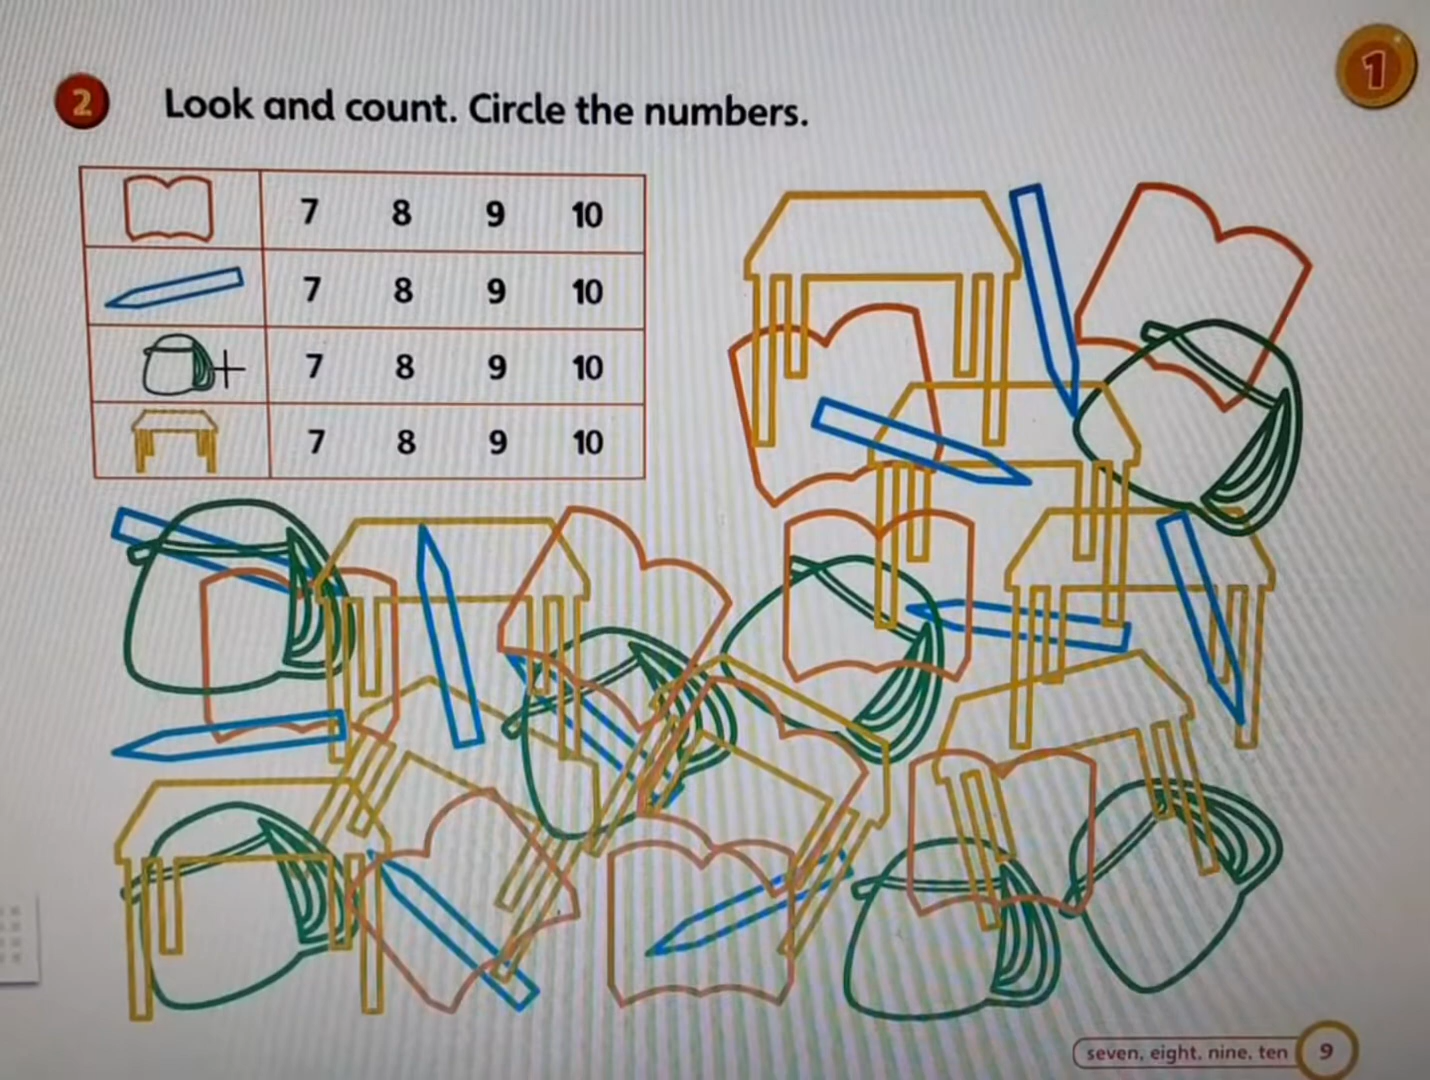 1
2 Look and count. Circle the numbers.
7 8 9 10
7 8 9 10
7 8 9 10
7 8 9 10
seven, eight, nine, ten 9